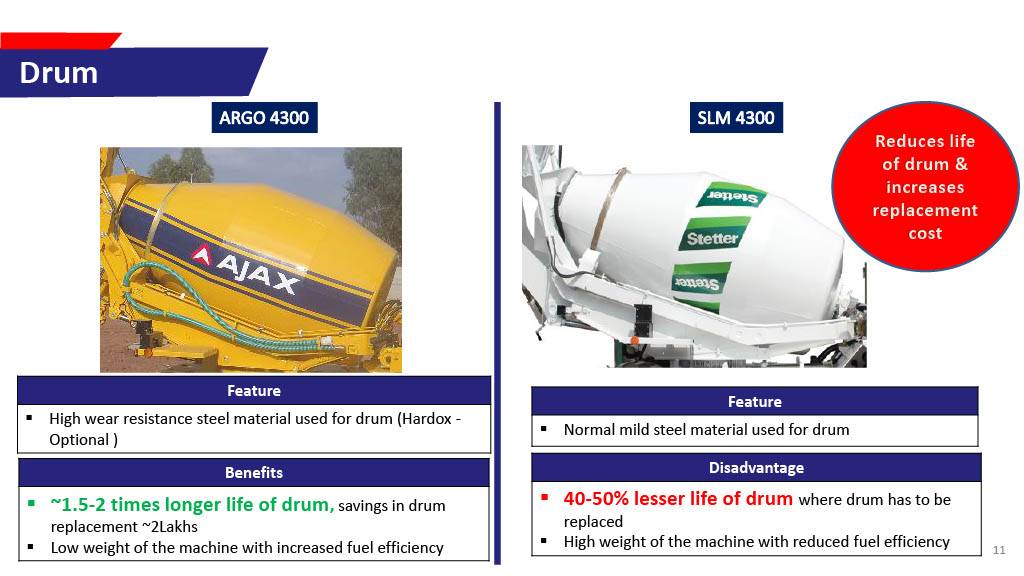 Drum
ARGO 4300
AJAX
Feature
▪ High wear resistance steel material used for drum (Hardox -
Optional )
Benefits
▪ ~1.5-2 times longer life of drum, savings in drum
replacement ~2Lakhs
▪ Low weight of the machine with increased fuel efficiency
SLM 4300
Stetter
Stetter
Stetter
Reduces life
of drum &
increases
replacement
cost
Feature
▪ Normal mild steel material used for drum
Disadvantage
▪ 40-50% lesser life of drum where drum has to be
replaced
▪ High weight of the machine with reduced fuel efficiency
11